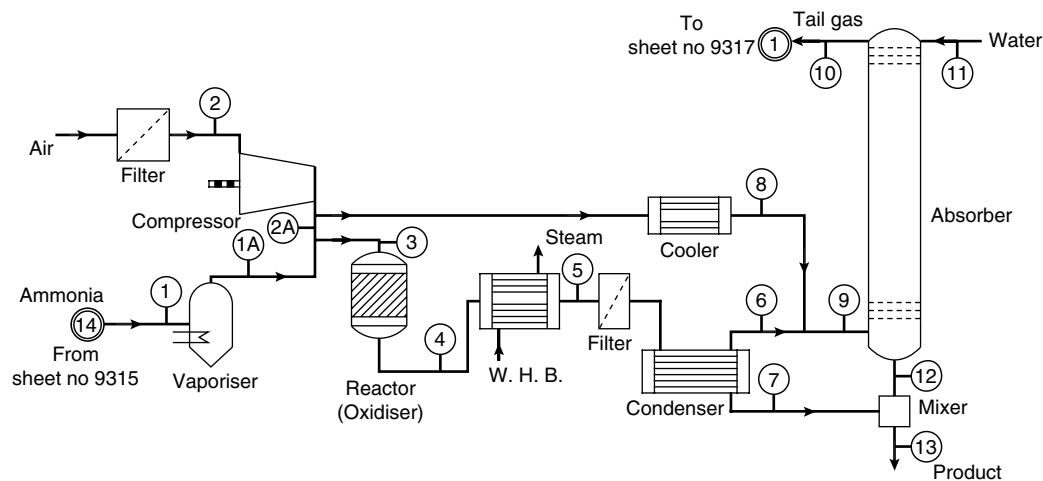 To
sheet no 9317
1
Tail gas
10
Water
11
2
Air
Filter
Compressor
2A
1A
3
8
Cooler
Absorber
Steam
5
Ammonia
1
14
From
sheet no 9315
Vaporiser
4
Reactor
(Oxidiser)
W. H. B.
Filter
6
9
Condenser
7
12
Mixer
13
Product